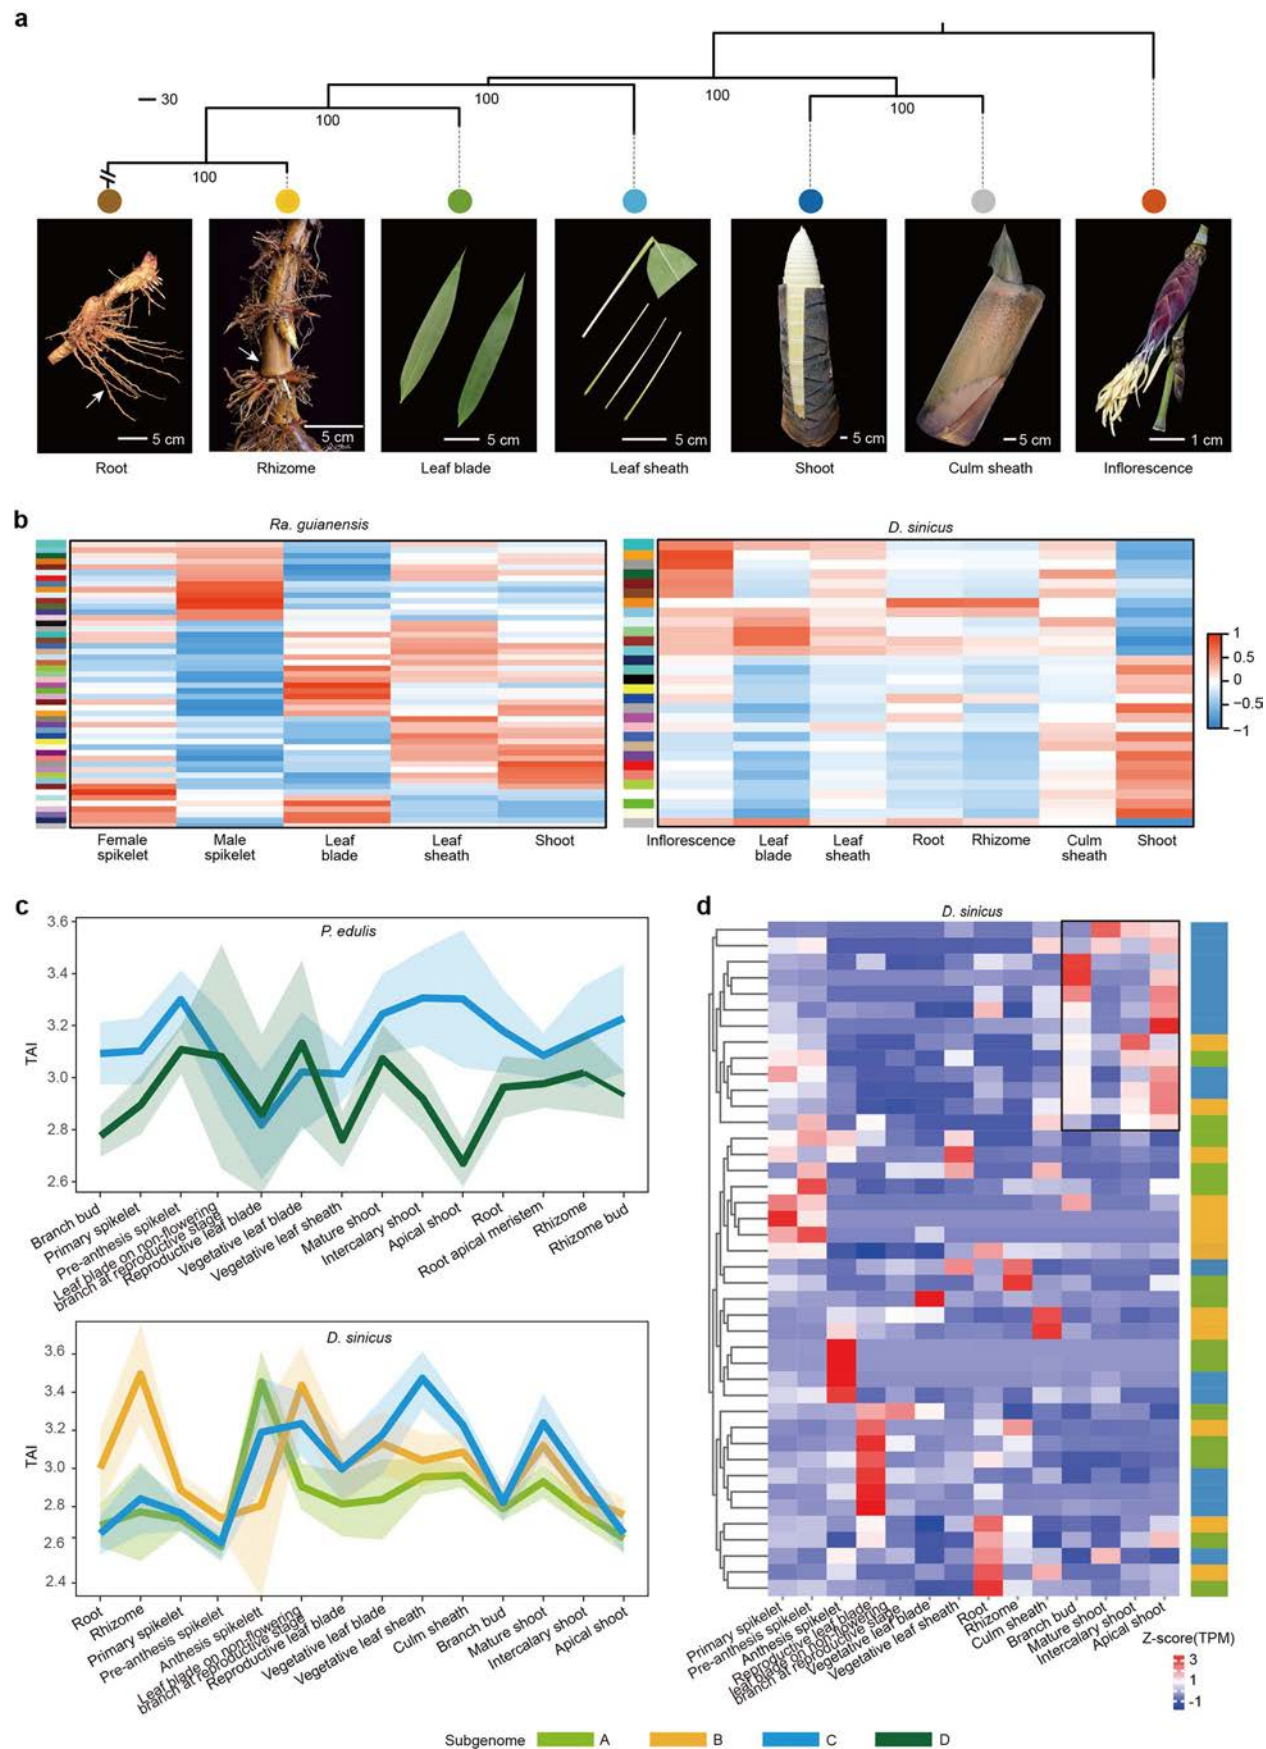 a
30
100
100
100
100
100
5 cm
5 cm
5 cm
5 cm
5 cm
5 cm
1 cm
Root
Rhizome
Leaf blade
Leaf sheath
Shoot
Culm sheath
Inflorescence
b
Ra. guianensis
D. sinicus
1
0.5
0
−0.5
−1
Female
spikelet
Male
spikelet
Leaf
blade
Leaf
sheath
Shoot
Inflorescence
Leaf
blade
Leaf
sheath
Root
Rhizome
Culm
sheath
Shoot
c
P. edulis
TAI
3.6
3.4
3.2
3.0
2.8
2.6
Branch bud
Primary spikelet
Pre-anthesis spikelet
Leaf blade on non-flowering
branch at reproductive stage
Reproductive leaf blade
Vegetative leaf blade
Vegetative leaf sheath
Mature shoot
Intercalary shoot
Apical shoot
Root
Root apical meristem
Rhizome
Rhizome bud
D. sinicus
TAI
3.6
3.4
3.2
3.0
2.8
2.6
2.4
Root
Rhizome
Primary spikelet
Pre-anthesis spikelet
Anthesis spikelet
Leaf blade on non-flowering
branch at reproductive stage
Reproductive leaf blade
Vegetative leaf blade
Vegetative leaf sheath
Culm sheath
Branch bud
Mature shoot
Intercalary shoot
Apical shoot
d
D. sinicus
Primary spikelet
Pre-anthesis spikelet
Anthesis spikelet
Reproductive leaf blade
leaf blade on non-flowering
branch at reproductive stage
Vegetative leaf blade
Vegetative leaf sheath
Root
Rhizome
Culm sheath
Branch bud
Mature shoot
Intercalary shoot
Apical shoot
Z-score(TPM)
3
1
-1
Subgenome
A
B
C
D